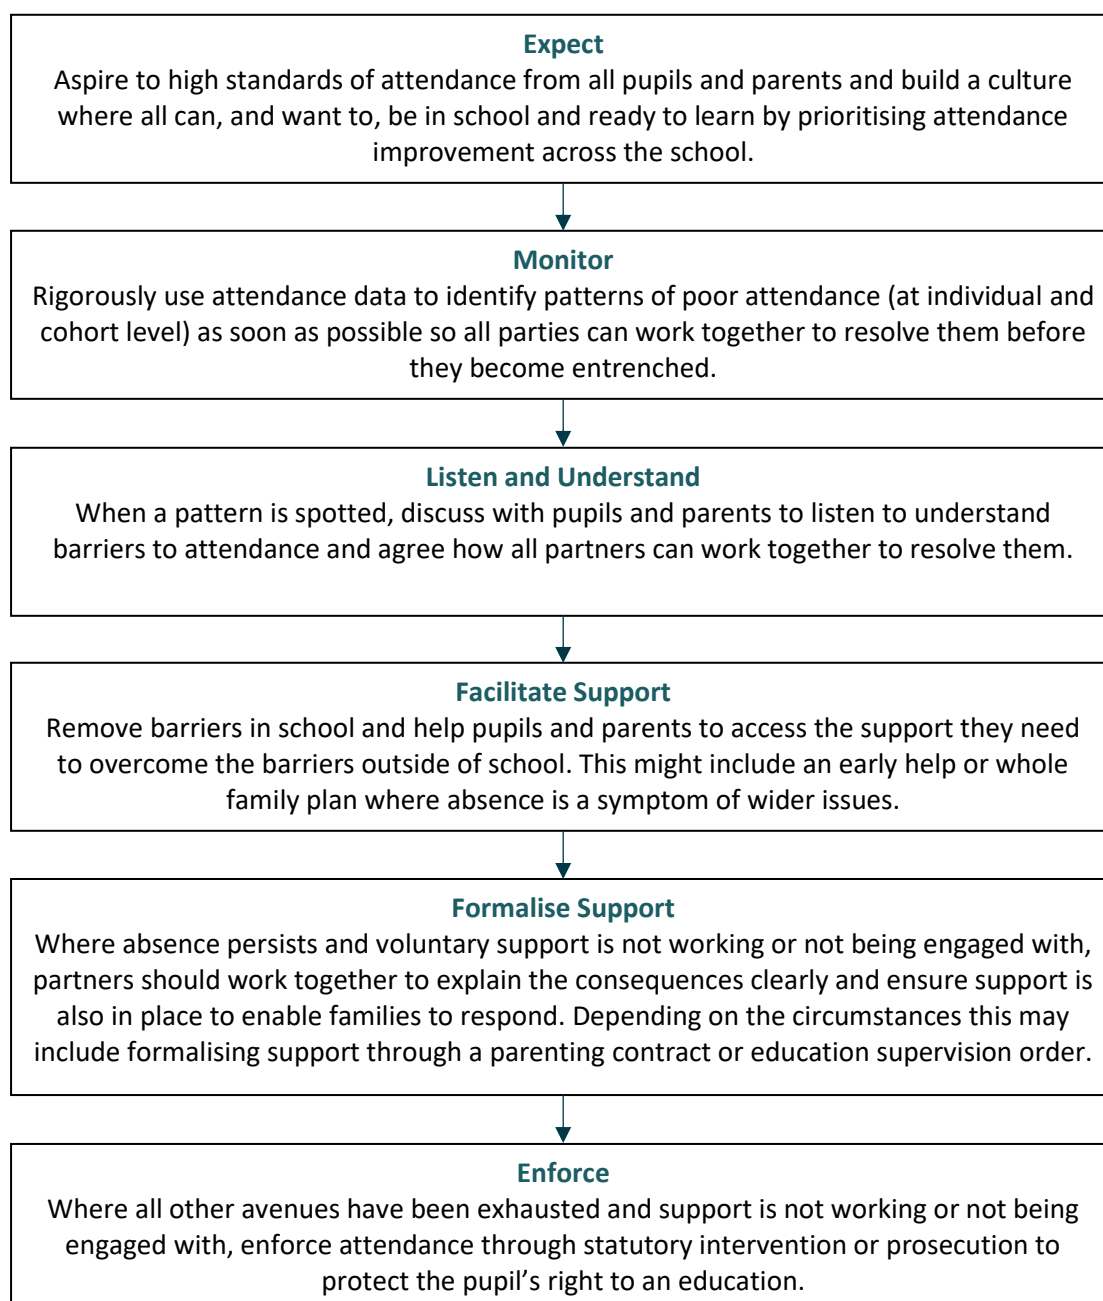 Expect
Aspire to high standards of attendance from all pupils and parents and build a culture
where all can, and want to, be in school and ready to learn by prioritising attendance
improvement across the school.
Monitor
Rigorously use attendance data to identify patterns of poor attendance (at individual and
cohort level) as soon as possible so all parties can work together to resolve them before
they become entrenched.
Listen and Understand
When a pattern is spotted, discuss with pupils and parents to listen to understand
barriers to attendance and agree how all partners can work together to resolve them.
Facilitate Support
Remove barriers in school and help pupils and parents to access the support they need
to overcome the barriers outside of school. This might include an early help or whole
family plan where absence is a symptom of wider issues.
Formalise Support
Where absence persists and voluntary support is not working or not being engaged with,
partners should work together to explain the consequences clearly and ensure support is
also in place to enable families to respond. Depending on the circumstances this may
include formalising support through a parenting contract or education supervision order.
Enforce
Where all other avenues have been exhausted and support is not working or not being
engaged with, enforce attendance through statutory intervention or prosecution to
protect the pupil’s right to an education.